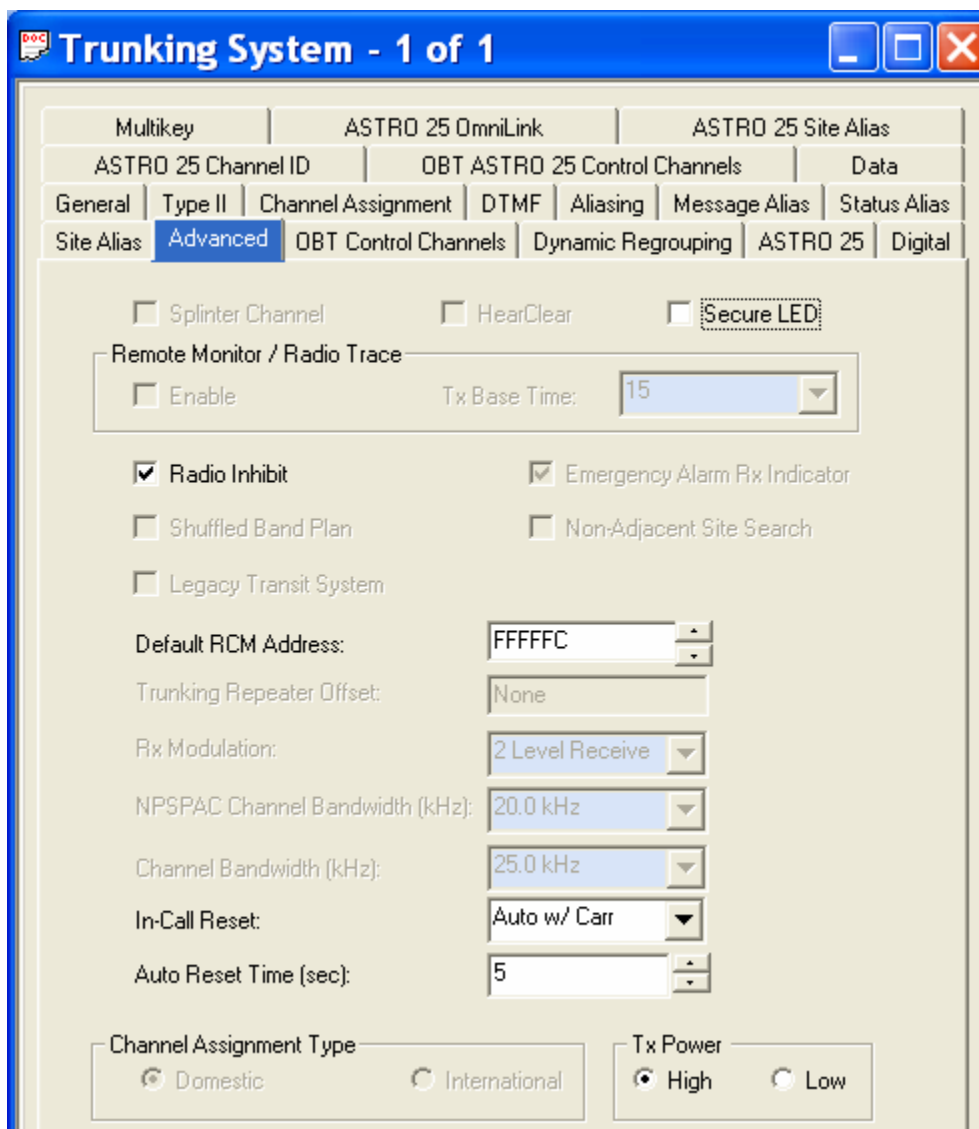 DOC Trunking System - 1 of 1
Multikey ASTRO 25 OmniLink ASTRO 25 Site Alias
ASTRO 25 Channel ID OBT ASTRO 25 Control Channels Data
General Type II Channel Assignment DTMF Aliasing Message Alias Status Alias
Site Alias Advanced OBT Control Channels Dynamic Regrouping ASTRO 25 Digital
Splinter Channel HearClear Secure LED
Remote Monitor / Radio Trace
Enable Tx Base Time: 15
Radio Inhibit Emergency Alarm Rx Indicator
Shuffled Band Plan Non-Adjacent Site Search
Legacy Transit System
Default RCM Address: FFFFFC
Trunking Repeater Offset: None
Rx Modulation: 2 Level Receive
NPSPAC Channel Bandwidth (kHz): 20.0 kHz
Channel Bandwidth (kHz): 25.0 kHz
In-Call Reset: Auto w/ Carr
Auto Reset Time (sec): 5
Channel Assignment Type Tx Power
Domestic International High Low